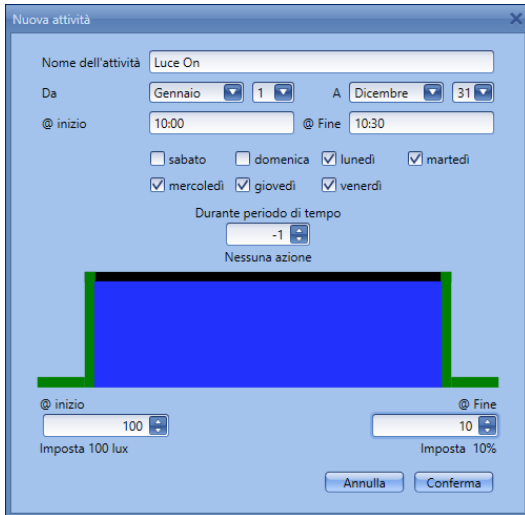 Nuova attività
Nome dell'attività Luce On
Da Gennaio 1 A Dicembre 31
@ inizio 10:00 @ Fine 10:30
sabato domenica lunedì martedì
mercoledì giovedì venerdì
Durante periodo di tempo
-1
Nessuna azione
@ inizio @ Fine
100 10
Imposta 100 lux Imposta 10%
Annulla Conferma